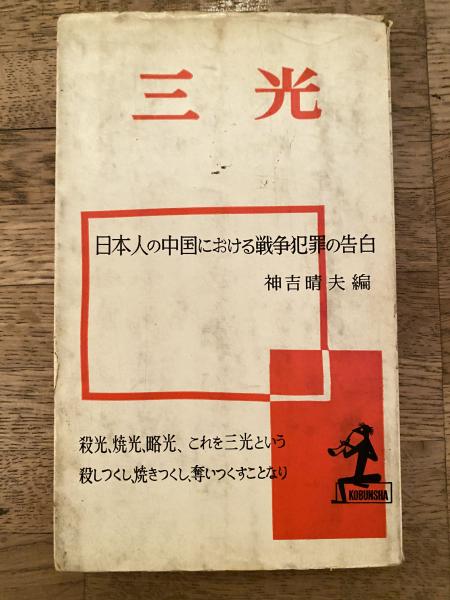 三光
日本人の中国における戦争犯罪の告白
神吉晴夫編
殺光、焼光、略光、これを三光という
殺しつくし、焼きつくし、奪いつくすことなり
KOBUNSHA